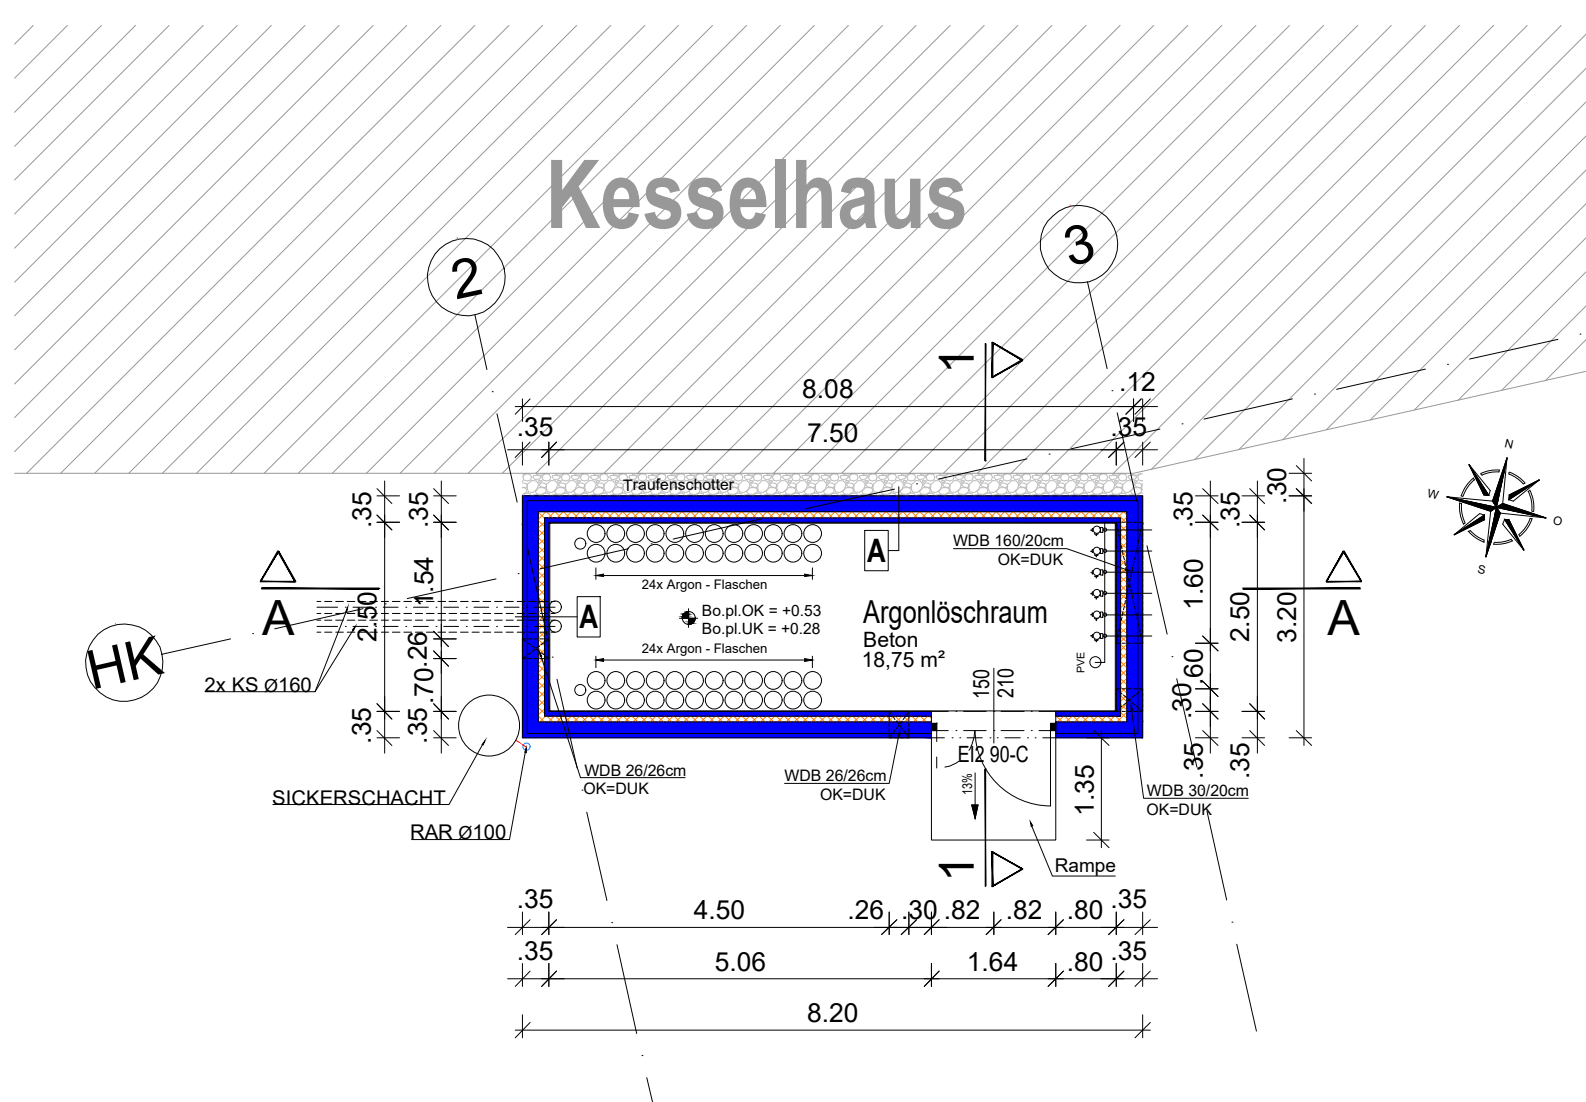 Kesselhaus
2
3
1
8.08
.12
.35
7.50
.35
N
W
O
S
Traufenschotter
.30
.35
.35
.35
.35
WDB 160/20cm
OK=DUK
A
24x Argon - Flaschen
1.54
2.50
1.60
2.50
3.20
A
A
A
Bo.pl.OK = +0.53
Bo.pl.UK = +0.28
Argonlöschraum
Beton
18,75 m²
24x Argon - Flaschen
HK
.26
.70
.60
.30
PVE
150
210
2x KS Ø160
.35
.35
.35
.35
EI2 90-C
13%
1.35
WDB 26/26cm
OK=DUK
WDB 26/26cm
OK=DUK
WDB 30/20cm
OK=DUK
SICKERSCHACHT
RAR Ø100
Rampe
1
.35
4.50
.26
.30
.82
.82
.80
.35
.35
5.06
1.64
.80
.35
8.20